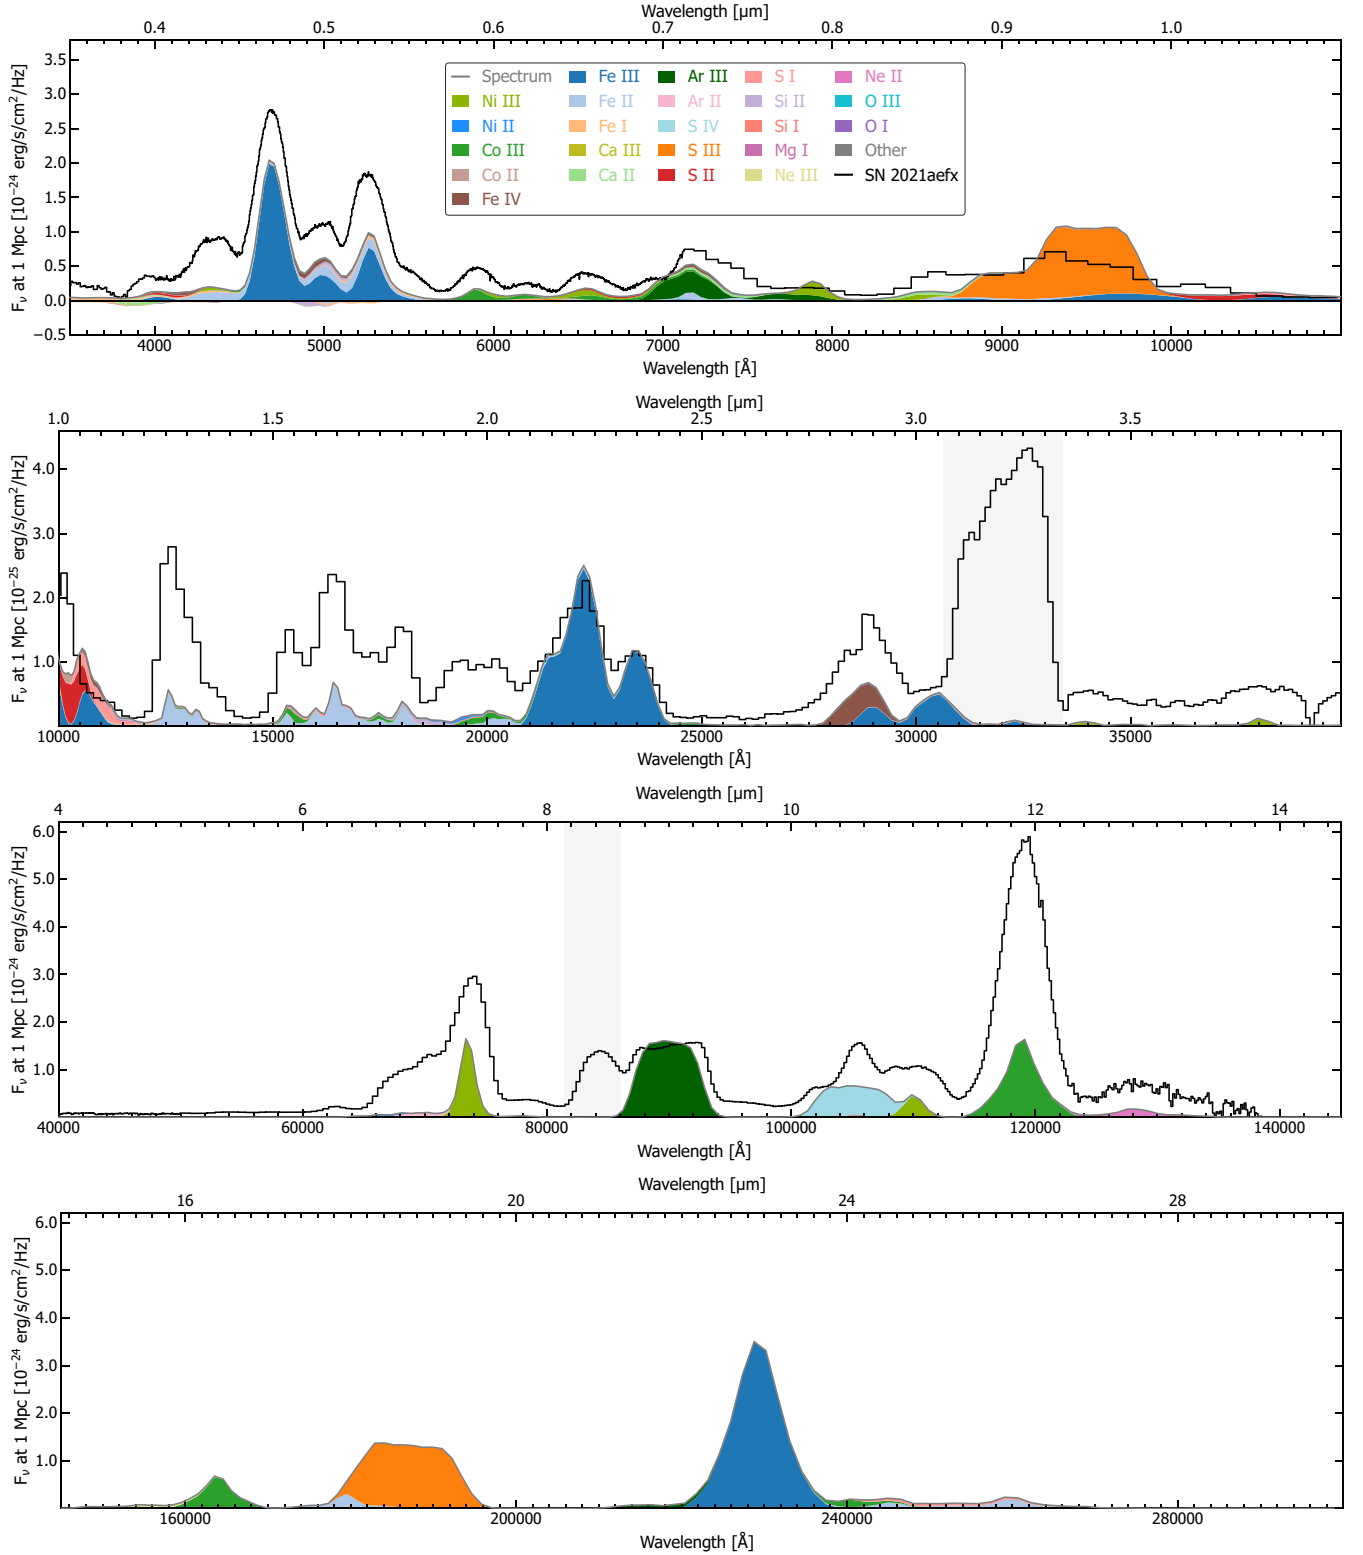 Wavelength [µm]
0.4 0.5 0.6 0.7 0.8 0.9 1.0
F_ν at 1 Mpc [10⁻²⁴ erg/s/cm²/Hz]
3.5
3.0
2.5
2.0
1.5
1.0
0.5
0.0
−0.5
Spectrum
Ni III
Ni II
Co III
Co II
Fe IV
Fe III
Fe II
Fe I
Ca III
Ca II
Ar III
Ar II
S IV
S III
S II
S I
Si II
Si I
Mg I
Ne III
Ne II
O III
O I
Other
SN 2021aefx
4000 5000 6000 7000 8000 9000 10000
Wavelength [Å]
Wavelength [µm]
1.0 1.5 2.0 2.5 3.0 3.5
F_ν at 1 Mpc [10⁻²⁵ erg/s/cm²/Hz]
4.0
3.0
2.0
1.0
10000 15000 20000 25000 30000 35000
Wavelength [Å]
Wavelength [µm]
4 6 8 10 12 14
F_ν at 1 Mpc [10⁻²⁴ erg/s/cm²/Hz]
6.0
5.0
4.0
3.0
2.0
1.0
40000 60000 80000 100000 120000 140000
Wavelength [Å]
Wavelength [µm]
16 20 24 28
F_ν at 1 Mpc [10⁻²⁴ erg/s/cm²/Hz]
6.0
5.0
4.0
3.0
2.0
1.0
160000 200000 240000 280000
Wavelength [Å]